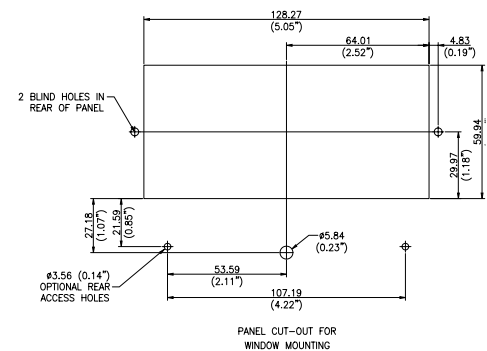 128.27
(5.05")
64.01
(2.52")
4.83
(0.19")
2 BLIND HOLES IN
REAR OF PANEL
59.94
29.97
(1.18")
27.18
(1.07")
21.59
(0.85")
ø5.84
(0.23")
ø3.56 (0.14")
OPTIONAL REAR
ACCESS HOLES
53.59
(2.11")
107.19
(4.22")
PANEL CUT-OUT FOR
WINDOW MOUNTING